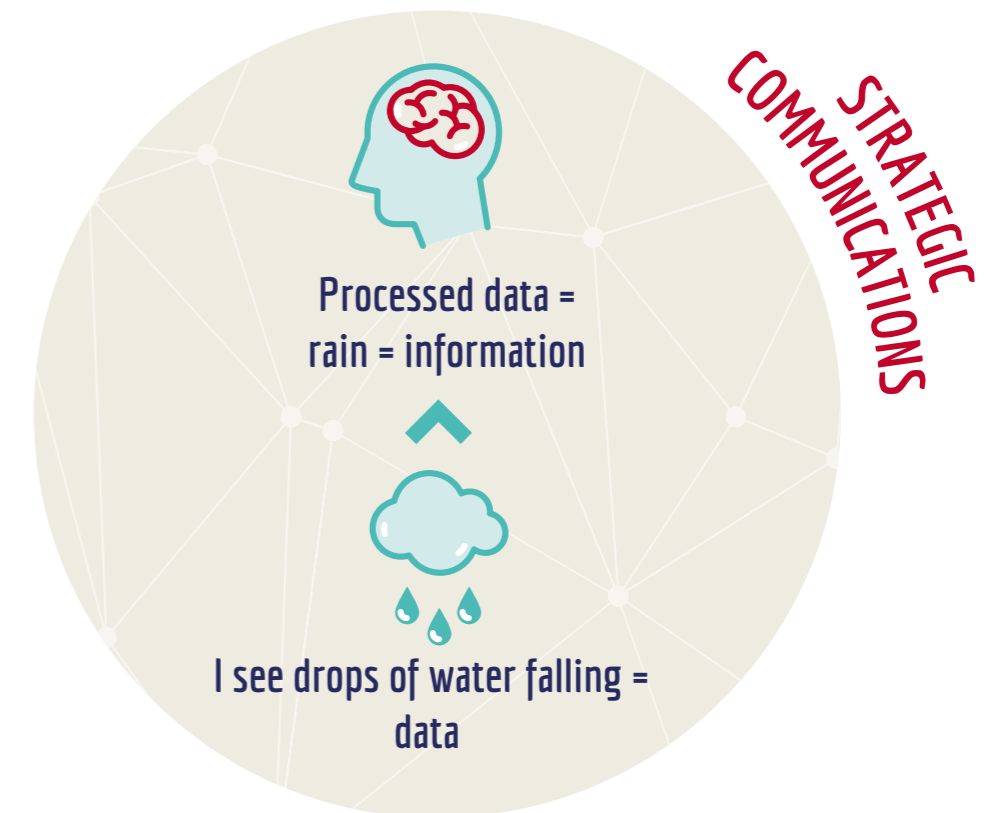 STRATEGIC
COMMUNICATIONS
Processed data =
rain = information
I see drops of water falling =
data